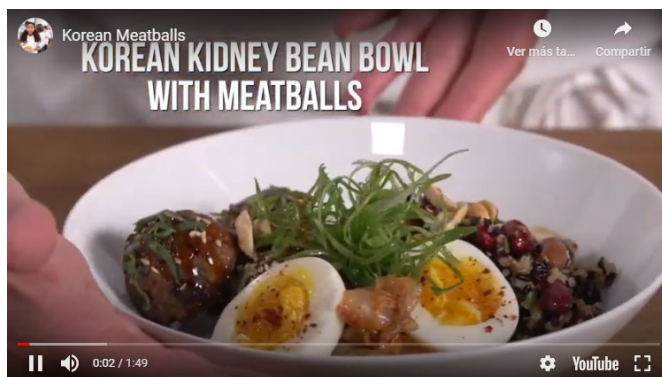 Korean Meatballs
Ver más ta...
Compartir
KOREAN KIDNEY BEAN BOWL
WITH MEATBALLS
0:02 / 1:49
YouTube